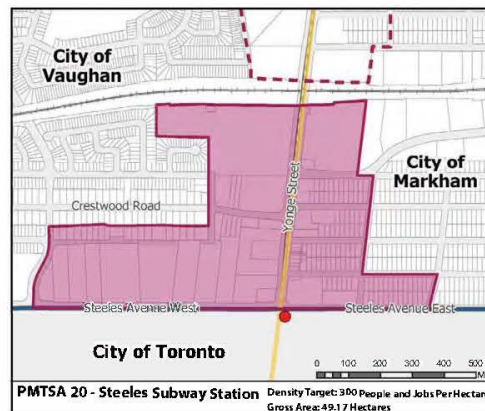 City of
Vaughan
City of
Markham
Crestwood Road
Yonge Street
Steeles Avenue West
Steeles Avenue East
City of Toronto
0 100 200 300 400 500
M
PMTSA 20 - Steeles Subway Station
Density Target: 300 People and Jobs Per Hectar
Gross Area: 49.17 Hectares